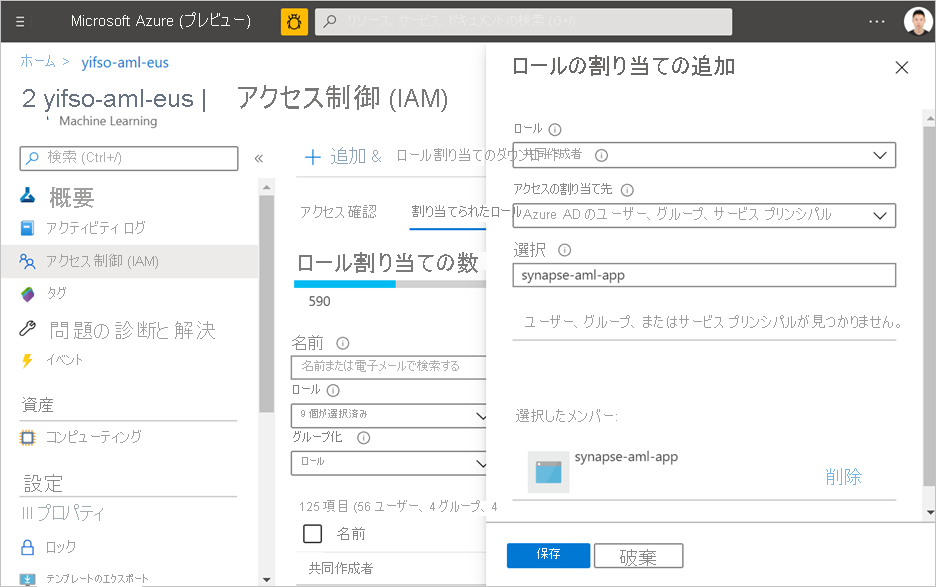 Microsoft Azure (プレビュー)
リソース、サービス、ドキュメントの検索 (G+/)
ホーム > yifso-aml-eus
2 yifso-aml-eus | アクセス制御 (IAM)
Machine Learning
検索 (Ctrl+/)
概要
アクティビティ ログ
アクセス制御 (IAM)
タグ
問題の診断と解決
イベント
資産
コンピューティング
設定
プロパティ
ロック
テンプレートのエクスポート
追加 & ロール割り当てのダウン
アクセス確認 割り当てられたロール
ロール割り当ての数
590
名前
名前または電子メールで検索する
ロール
9 個が選択済み
グループ化
ロール
125 項目 (56 ユーザー、4 グループ、4
名前
共同作成者
ロールの割り当ての追加
ロール
共同作成者
アクセスの割り当て先
Azure AD のユーザー、グループ、サービス プリンシパル
選択
synapse-aml-app
ユーザー、グループ、またはサービス プリンシパルが見つかりません。
選択したメンバー:
synapse-aml-app
削除
保存 破棄